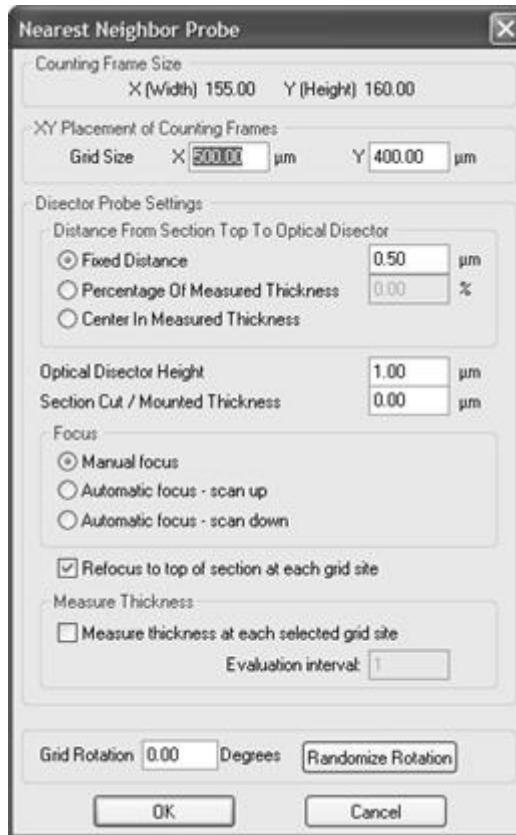 Nearest Neighbor Probe
Counting Frame Size
X (Width) 155.00 Y (Height) 160.00
XY Placement of Counting Frames
Grid Size X 500.00 µm Y 400.00 µm
Disector Probe Settings
Distance From Section Top To Optical Disector
Fixed Distance 0.50 µm
Percentage Of Measured Thickness 0.00 %
Center In Measured Thickness
Optical Disector Height 1.00 µm
Section Cut / Mounted Thickness 0.00 µm
Focus
Manual focus
Automatic focus - scan up
Automatic focus - scan down
Refocus to top of section at each grid site
Measure Thickness
Measure thickness at each selected grid site
Evaluation interval: 1
Grid Rotation 0.00 Degrees Randomize Rotation
OK Cancel